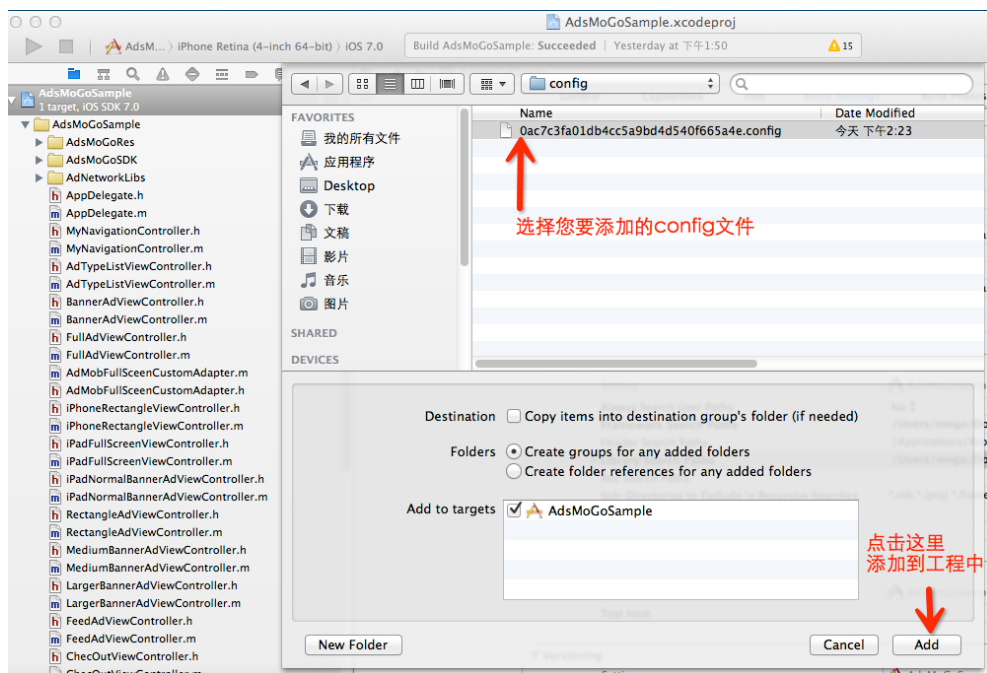 AdsMoGoSample.xcodeproj
AdsM... 〉 iPhone Retina (4-inch 64-bit) 〉 iOS 7.0
Build AdsMoGoSample: Succeeded | Yesterday at 下午1:50
15
AdsMoGoSample
1 target, iOS SDK 7.0
AdsMoGoSample
AdsMoGoRes
AdsMoGoSDK
AdNetworkLibs
AppDelegate.h
AppDelegate.m
MyNavigationController.h
MyNavigationController.m
AdTypeListViewController.h
AdTypeListViewController.m
BannerAdViewController.h
BannerAdViewController.m
FullAdViewController.h
FullAdViewController.m
AdMobFullSceenCustomAdapter.m
AdMobFullSceenCustomAdapter.h
iPhoneRectangleViewController.h
iPhoneRectangleViewController.m
iPadFullScreenViewController.h
iPadFullScreenViewController.m
iPadNormalBannerAdViewController.h
iPadNormalBannerAdViewController.m
RectangleAdViewController.h
RectangleAdViewController.m
MediumBannerAdViewController.h
MediumBannerAdViewController.m
LargerBannerAdViewController.h
LargerBannerAdViewController.m
FeedAdViewController.h
FeedAdViewController.m
ChecOutViewController.h
ChecOutViewController.m
config
FAVORITES
我的所有文件
应用程序
Desktop
下载
文稿
影片
音乐
图片
SHARED
DEVICES
Name
Date Modified
0ac7c3fa01db4cc5a9bd4d540f665a4e.config
今天 下午2:23
选择您要添加的config文件
Destination
Copy items into destination group's folder (if needed)
Folders
Create groups for any added folders
Create folder references for any added folders
Add to targets
AdsMoGoSample
点击这里
添加到工程中
New Folder
Cancel
Add